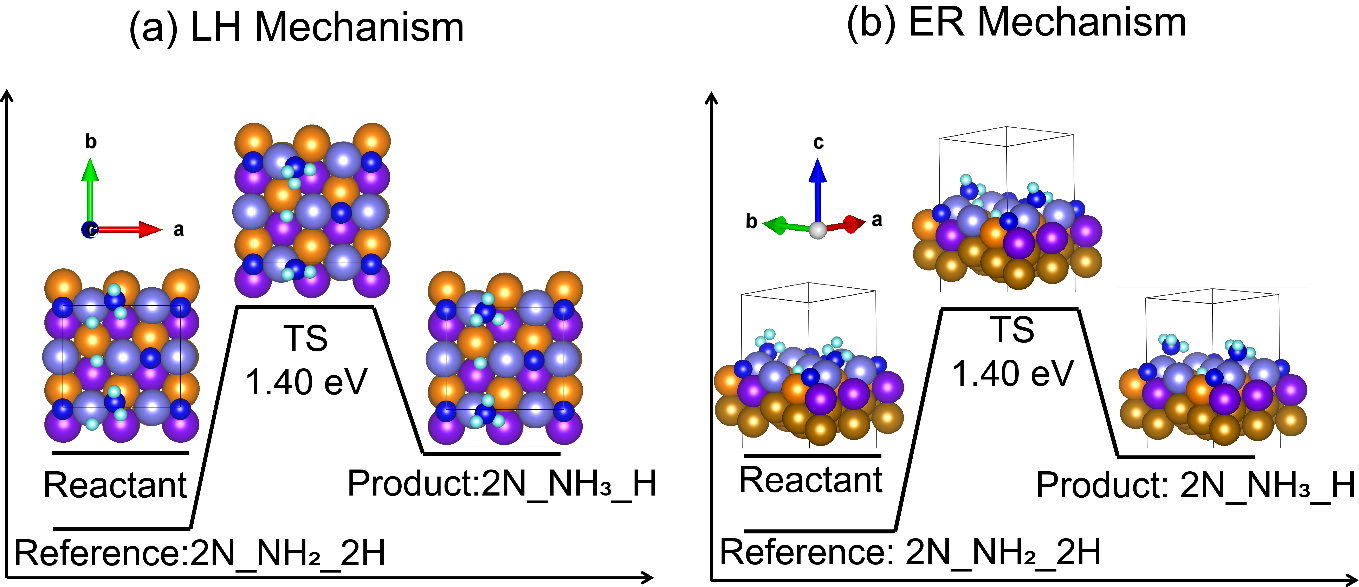 (a) LH Mechanism
b
c
a
TS
1.40 eV
Reactant
Product:2N_NH₃_H
Reference:2N_NH₂_2H
(b) ER Mechanism
c
b
a
TS
1.40 eV
Reactant
Product: 2N_NH₃_H
Reference: 2N_NH₂_2H